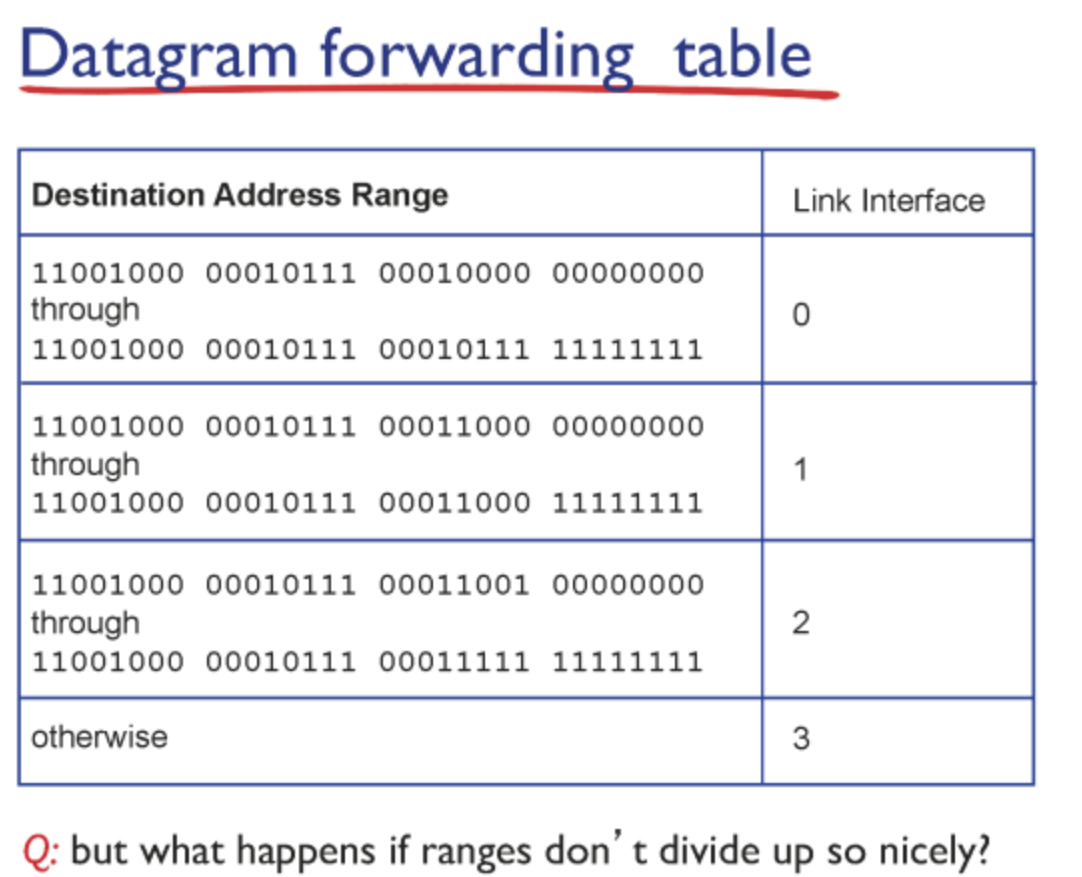 Datagram forwarding table
Destination Address Range
Link Interface
11001000 00010111 00010000 00000000
through
11001000 00010111 00010111 11111111
0
11001000 00010111 00011000 00000000
through
11001000 00010111 00011000 11111111
1
11001000 00010111 00011001 00000000
through
11001000 00010111 00011111 11111111
2
otherwise
3
Q: but what happens if ranges don’t divide up so nicely?